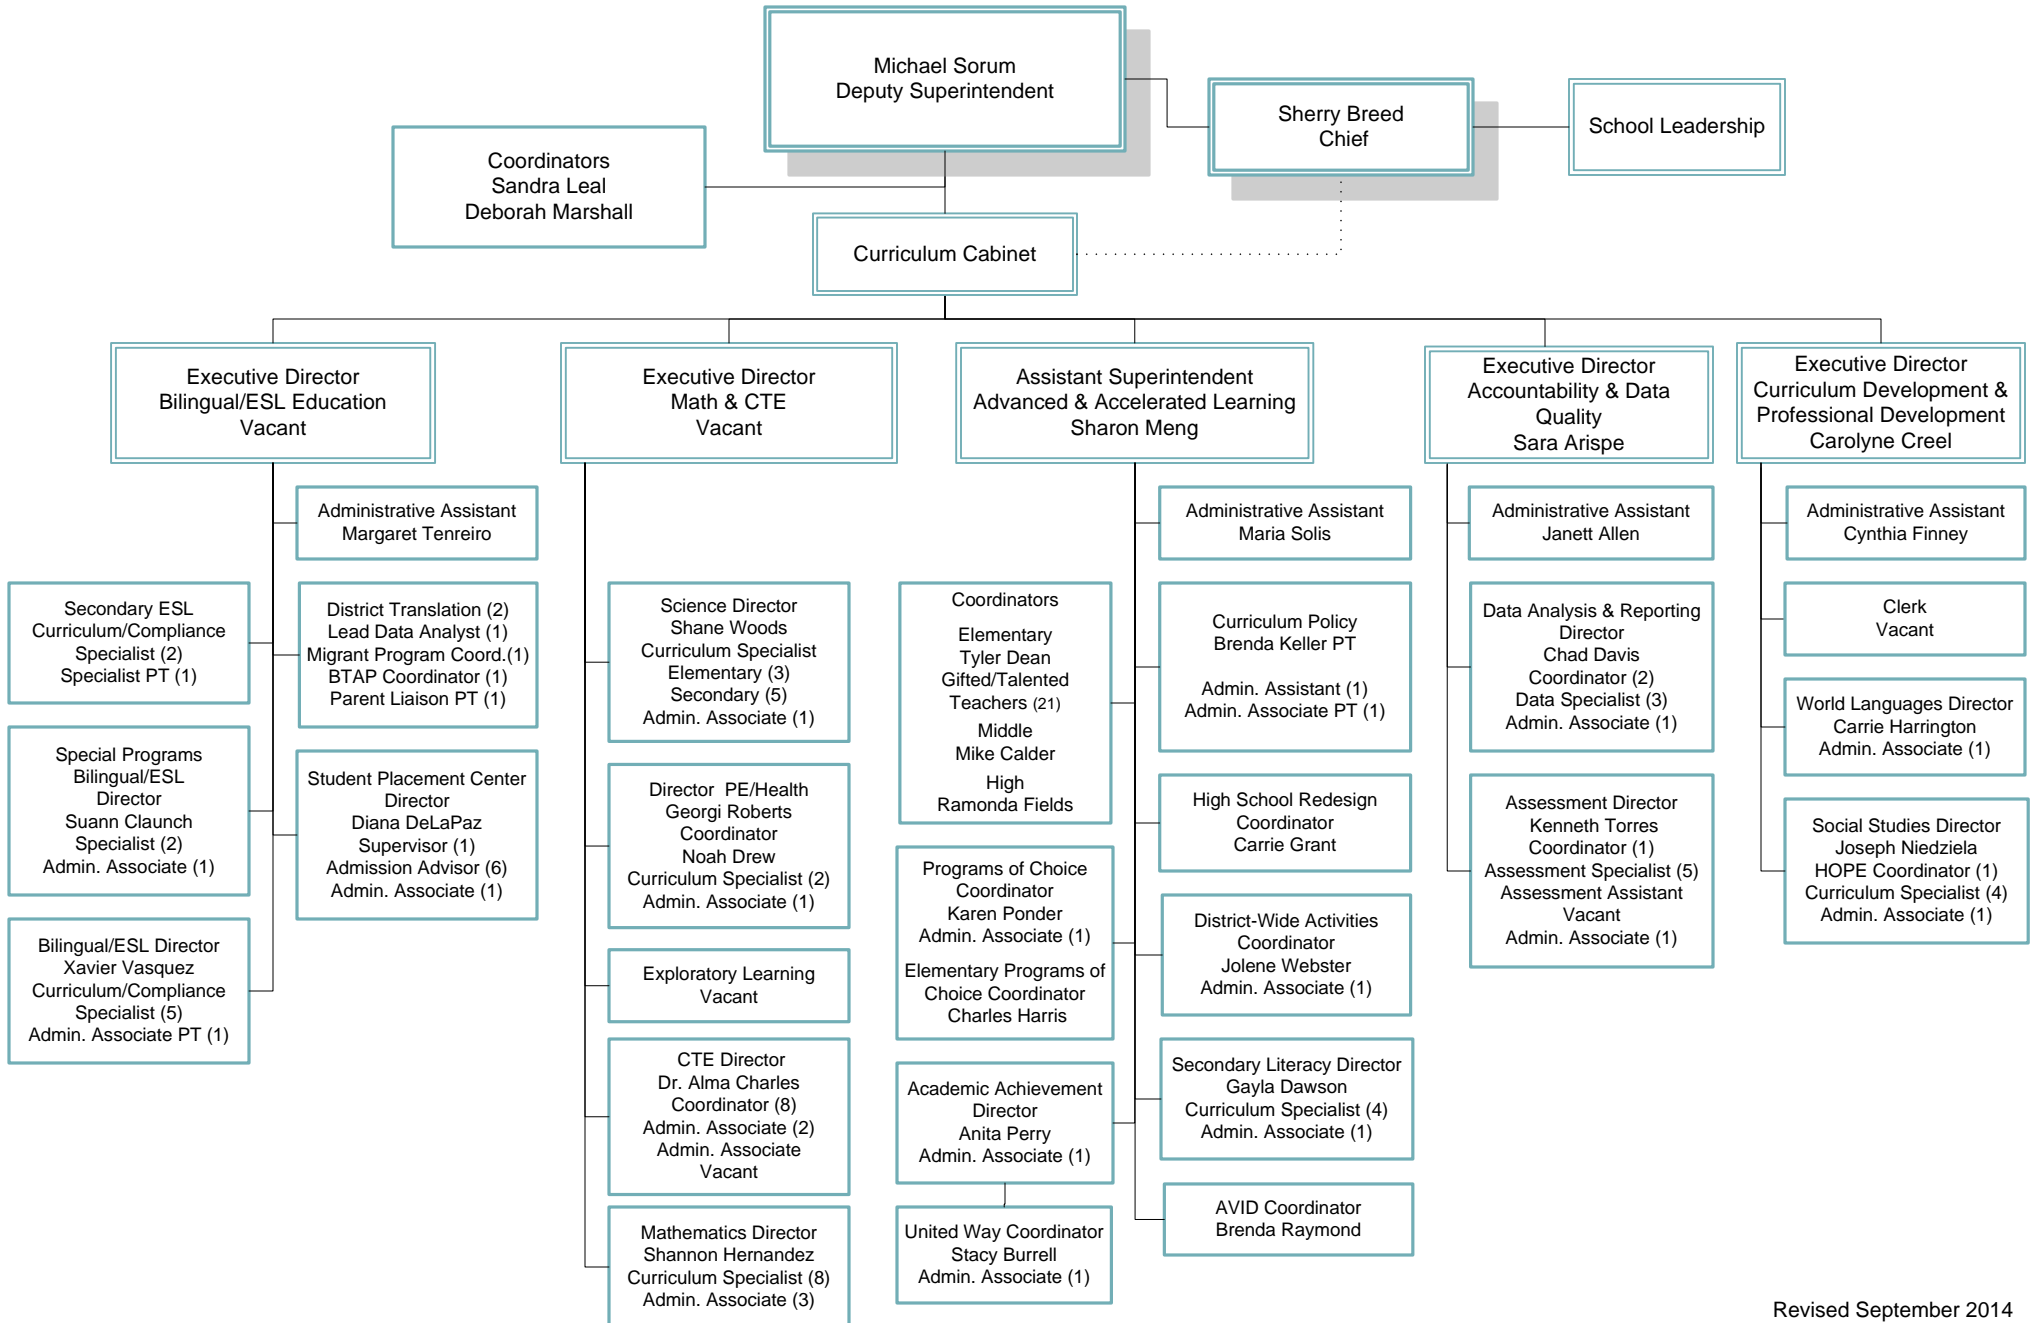 Michael Sorum
Deputy Superintendent
Sherry Breed
Chief
School Leadership
Coordinators
Sandra Leal
Deborah Marshall
Curriculum Cabinet
Executive Director
Bilingual/ESL Education
Vacant
Executive Director
Math & CTE
Vacant
Assistant Superintendent
Advanced & Accelerated Learning
Sharon Meng
Executive Director
Accountability & Data
Quality
Sara Arispe
Executive Director
Curriculum Development &
Professional Development
Carolyne Creel
Administrative Assistant
Margaret Tenreiro
Secondary ESL
Curriculum/Compliance
Specialist (2)
Specialist PT (1)
District Translation (2)
Lead Data Analyst (1)
Migrant Program Coord.(1)
BTAP Coordinator (1)
Parent Liaison PT (1)
Special Programs
Bilingual/ESL
Director
Suann Claunch
Specialist (2)
Admin. Associate (1)
Student Placement Center
Director
Diana DeLaPaz
Supervisor (1)
Admission Advisor (6)
Admin. Associate (1)
Bilingual/ESL Director
Xavier Vasquez
Curriculum/Compliance
Specialist (5)
Admin. Associate PT (1)
Science Director
Shane Woods
Curriculum Specialist
Elementary (3)
Secondary (5)
Admin. Associate (1)
Director PE/Health
Georgi Roberts
Coordinator
Noah Drew
Curriculum Specialist (2)
Admin. Associate (1)
Exploratory Learning
Vacant
CTE Director
Dr. Alma Charles
Coordinator (8)
Admin. Associate (2)
Admin. Associate
Vacant
Mathematics Director
Shannon Hernandez
Curriculum Specialist (8)
Admin. Associate (3)
Administrative Assistant
Maria Solis
Coordinators
Elementary
Tyler Dean
Gifted/Talented
Teachers (21)
Middle
Mike Calder
High
Ramonda Fields
Curriculum Policy
Brenda Keller PT
Admin. Assistant (1)
Admin. Associate PT (1)
High School Redesign
Coordinator
Carrie Grant
Programs of Choice
Coordinator
Karen Ponder
Admin. Associate (1)
Elementary Programs of
Choice Coordinator
Charles Harris
District-Wide Activities
Coordinator
Jolene Webster
Admin. Associate (1)
Academic Achievement
Director
Anita Perry
Admin. Associate (1)
Secondary Literacy Director
Gayla Dawson
Curriculum Specialist (4)
Admin. Associate (1)
United Way Coordinator
Stacy Burrell
Admin. Associate (1)
AVID Coordinator
Brenda Raymond
Administrative Assistant
Janett Allen
Data Analysis & Reporting
Director
Chad Davis
Coordinator (2)
Data Specialist (3)
Admin. Associate (1)
Assessment Director
Kenneth Torres
Coordinator (1)
Assessment Specialist (5)
Assessment Assistant
Vacant
Admin. Associate (1)
Administrative Assistant
Cynthia Finney
Clerk
Vacant
World Languages Director
Carrie Harrington
Admin. Associate (1)
Social Studies Director
Joseph Niedziela
HOPE Coordinator (1)
Curriculum Specialist (4)
Admin. Associate (1)
Revised September 2014